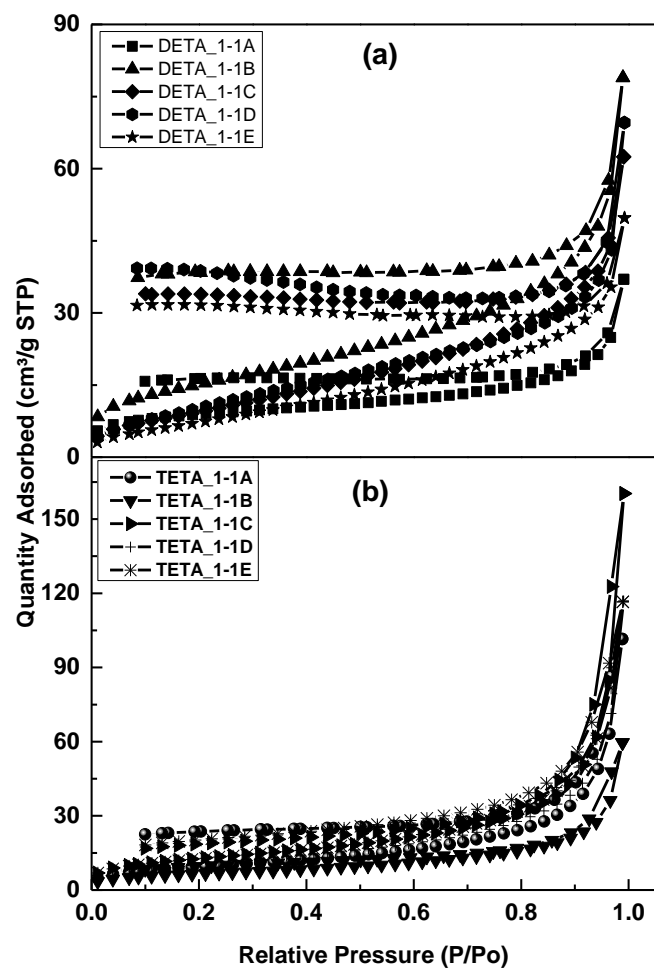 90
(a)
DETA_1-1A
DETA_1-1B
DETA_1-1C
DETA_1-1D
DETA_1-1E
60
30
0
Quantity Adsorbed (cm³/g STP)
(b)
TETA_1-1A
TETA_1-1B
TETA_1-1C
TETA_1-1D
TETA_1-1E
150
120
90
60
30
0
0.0 0.2 0.4 0.6 0.8 1.0
Relative Pressure (P/Po)